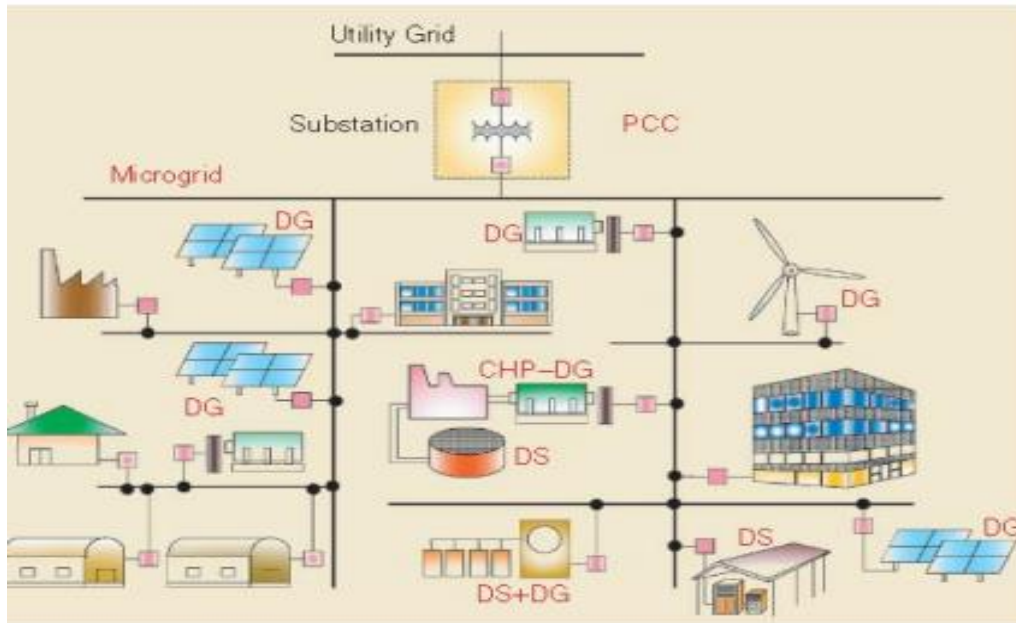 Utility Grid
Substation
PCC
Microgrid
DG
DG
DG
CHP-DG
DG
DS
DS
DG
DS+DG